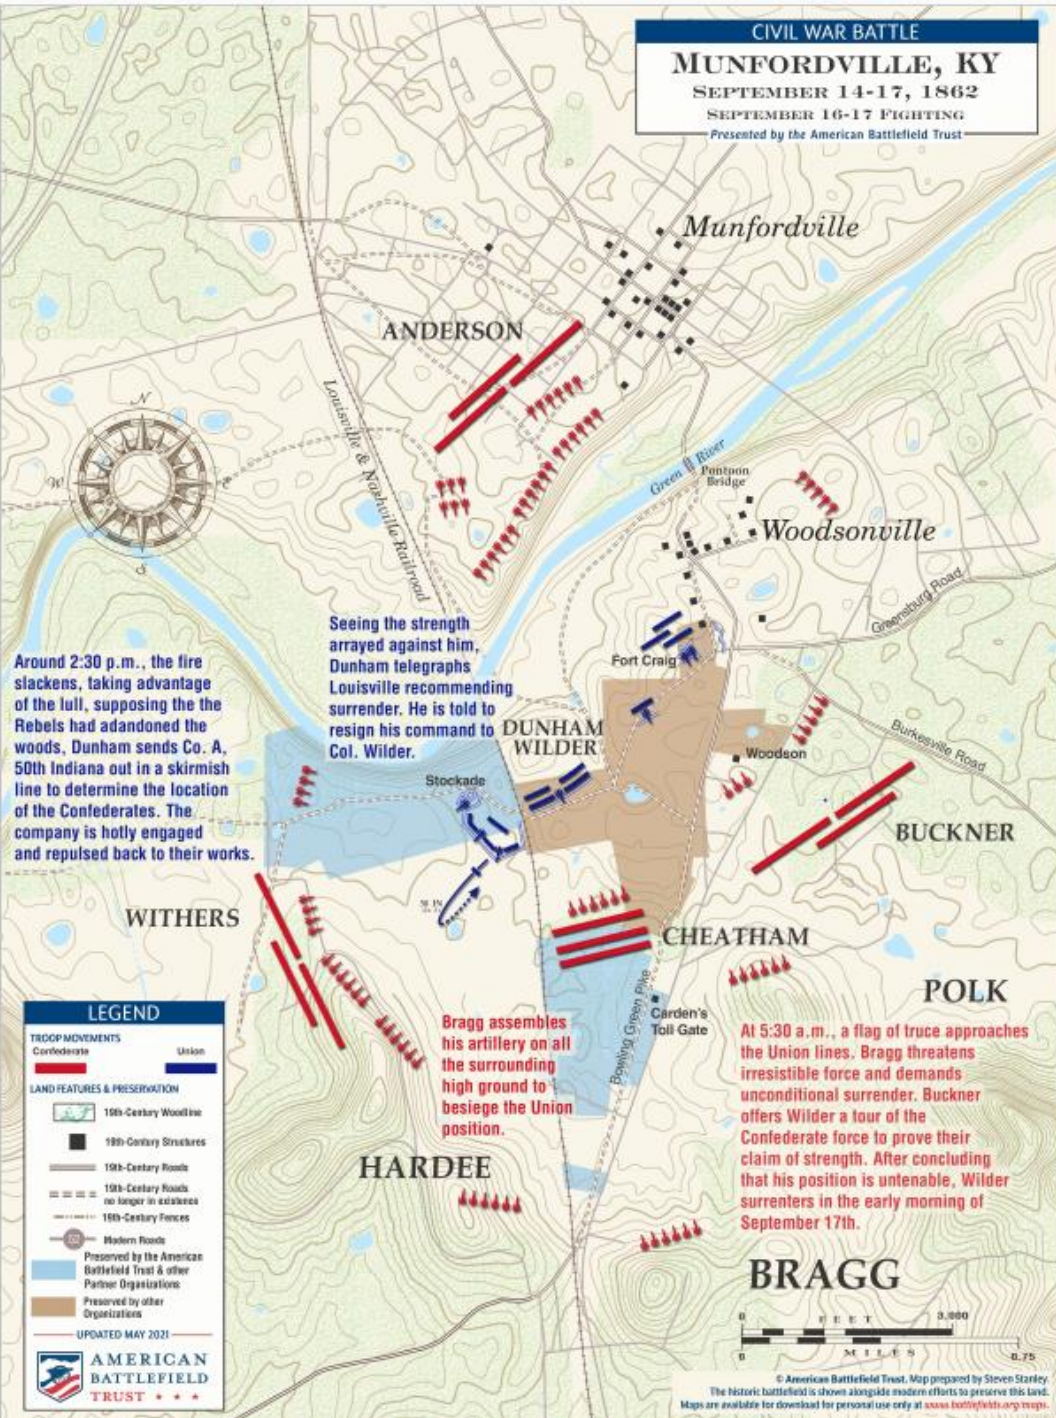 CIVIL WAR BATTLE
MUNFORDVILLE, KY
SEPTEMBER 14-17, 1862
SEPTEMBER 16-17 FIGHTING
Presented by the American Battlefield Trust
Munfordville
ANDERSON
Louisville & Nashville Railroad
N
W
E
S
Green River
Pontoon
Bridge
Woodsonville
Greensburg Road
Seeing the strength
arrayed against him,
Dunham telegraphs
Louisville recommending
surrender. He is told to
resign his command to
Col. Wilder.
Around 2:30 p.m., the fire
slackens, taking advantage
of the lull, supposing the the
Rebels had adandoned the
woods, Dunham sends Co. A,
50th Indiana out in a skirmish
line to determine the location
of the Confederates. The
company is hotly engaged
and repulsed back to their works.
Fort Craig
DUNHAM
WILDER
Burkesville Road
Woodson
Stockade
BUCKNER
50 IN
WITHERS
CHEATHAM
POLK
Bowling Green Pike
Carden's
Toll Gate
Bragg assembles
his artillery on all
the surrounding
high ground to
besiege the Union
position.
At 5:30 a.m., a flag of truce approaches
the Union lines. Bragg threatens
irresistible force and demands
unconditional surrender. Buckner
offers Wilder a tour of the
Confederate force to prove their
claim of strength. After concluding
that his position is untenable, Wilder
surrenters in the early morning of
September 17th.
HARDEE
BRAGG
LEGEND
TROOP MOVEMENTS
Confederate
Union
LAND FEATURES & PRESERVATION
19th-Century Woodline
19th-Century Structures
19th-Century Roads
19th-Century Roads
no longer in existence
19th-Century Fences
Modern Roads
Preserved by the American
Battlefield Trust & other
Partner Organizations
Preserved by other
Organizations
UPDATED MAY 2021
AMERICAN
BATTLEFIELD
TRUST
0 FEET 3,000
0 MILES 0.75
© American Battlefield Trust. Map prepared by Steven Stanley.
The historic battlefield is shown alongside modern efforts to preserve this land.
Maps are available for download for personal use only at www.battlefields.org/maps.